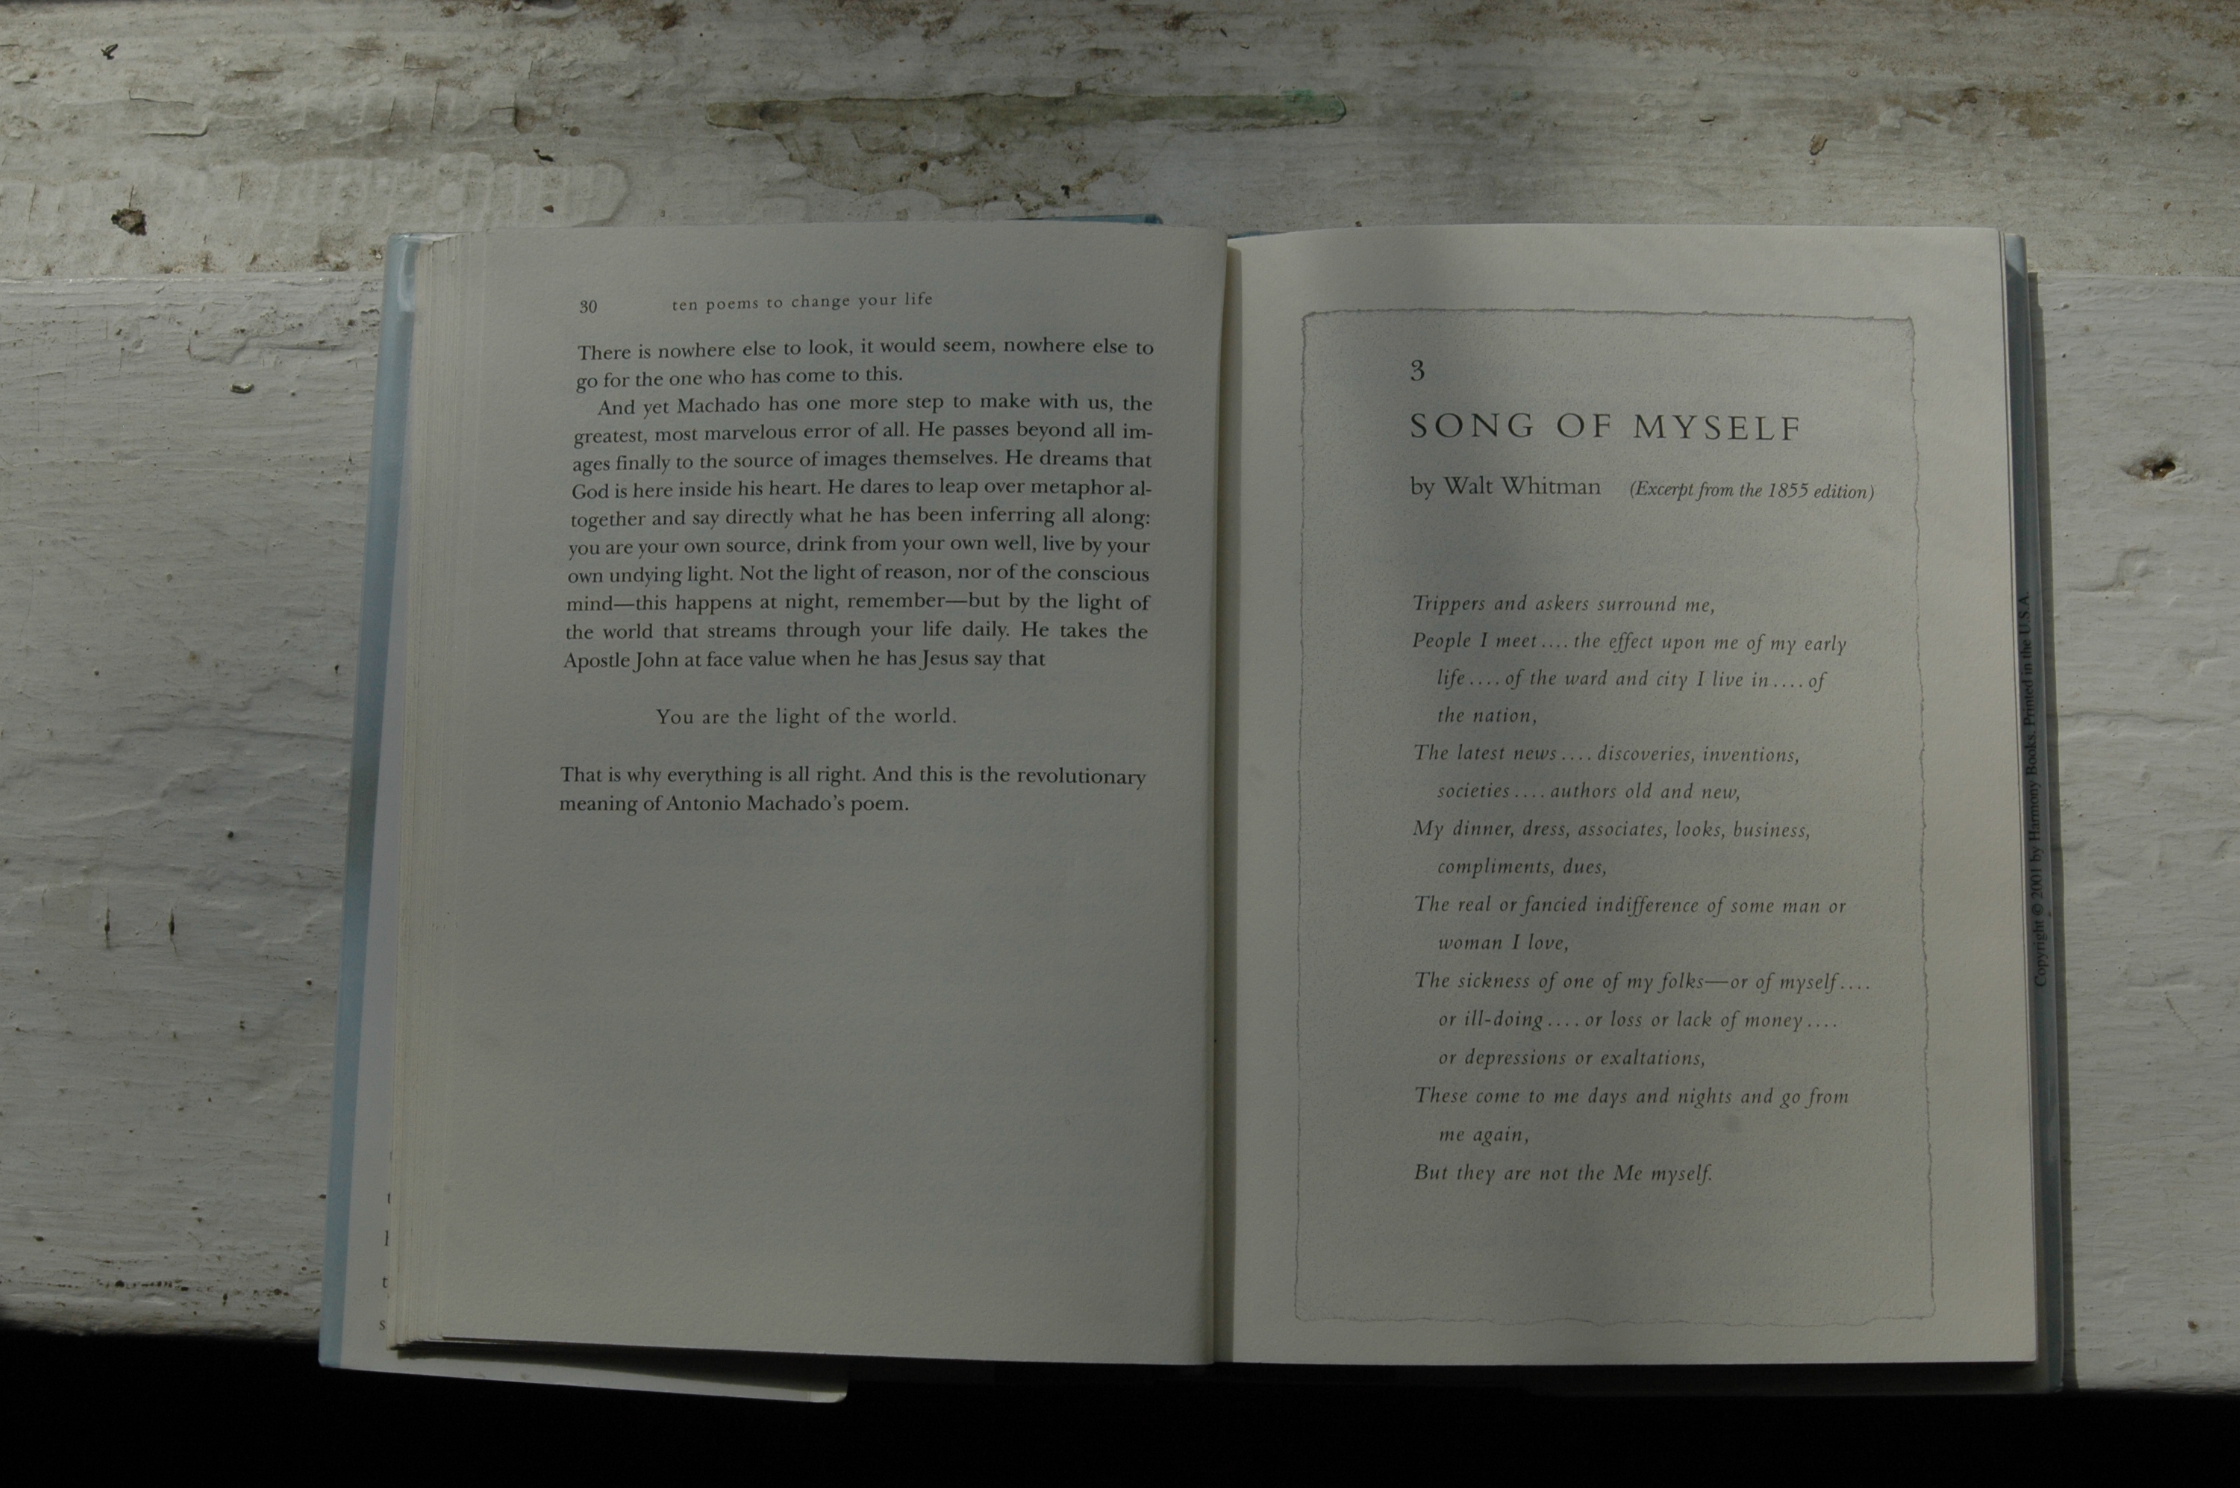 30 ten poems to change your life
There is nowhere else to look, it would seem, nowhere else to
go for the one who has come to this.
And yet Machado has one more step to make with us, the
greatest, most marvelous error of all. He passes beyond all im-
ages finally to the source of images themselves. He dreams that
God is here inside his heart. He dares to leap over metaphor al-
together and say directly what he has been inferring all along:
you are your own source, drink from your own well, live by your
own undying light. Not the light of reason, nor of the conscious
mind—this happens at night, remember—but by the light of
the world that streams through your life daily. He takes the
Apostle John at face value when he has Jesus say that
You are the light of the world.
That is why everything is all right. And this is the revolutionary
meaning of Antonio Machado's poem.
3
SONG OF MYSELF
by Walt Whitman (Excerpt from the 1855 edition)
Trippers and askers surround me,
People I meet .... the effect upon me of my early
life .... of the ward and city I live in .... of
the nation,
The latest news .... discoveries, inventions,
societies .... authors old and new,
My dinner, dress, associates, looks, business,
compliments, dues,
The real or fancied indifference of some man or
woman I love,
The sickness of one of my folks—or of myself ....
or ill-doing .... or loss or lack of money ....
or depressions or exaltations,
These come to me days and nights and go from
me again,
But they are not the Me myself.
Copyright © 2001 by Harmony Books. Printed in the U.S.A.